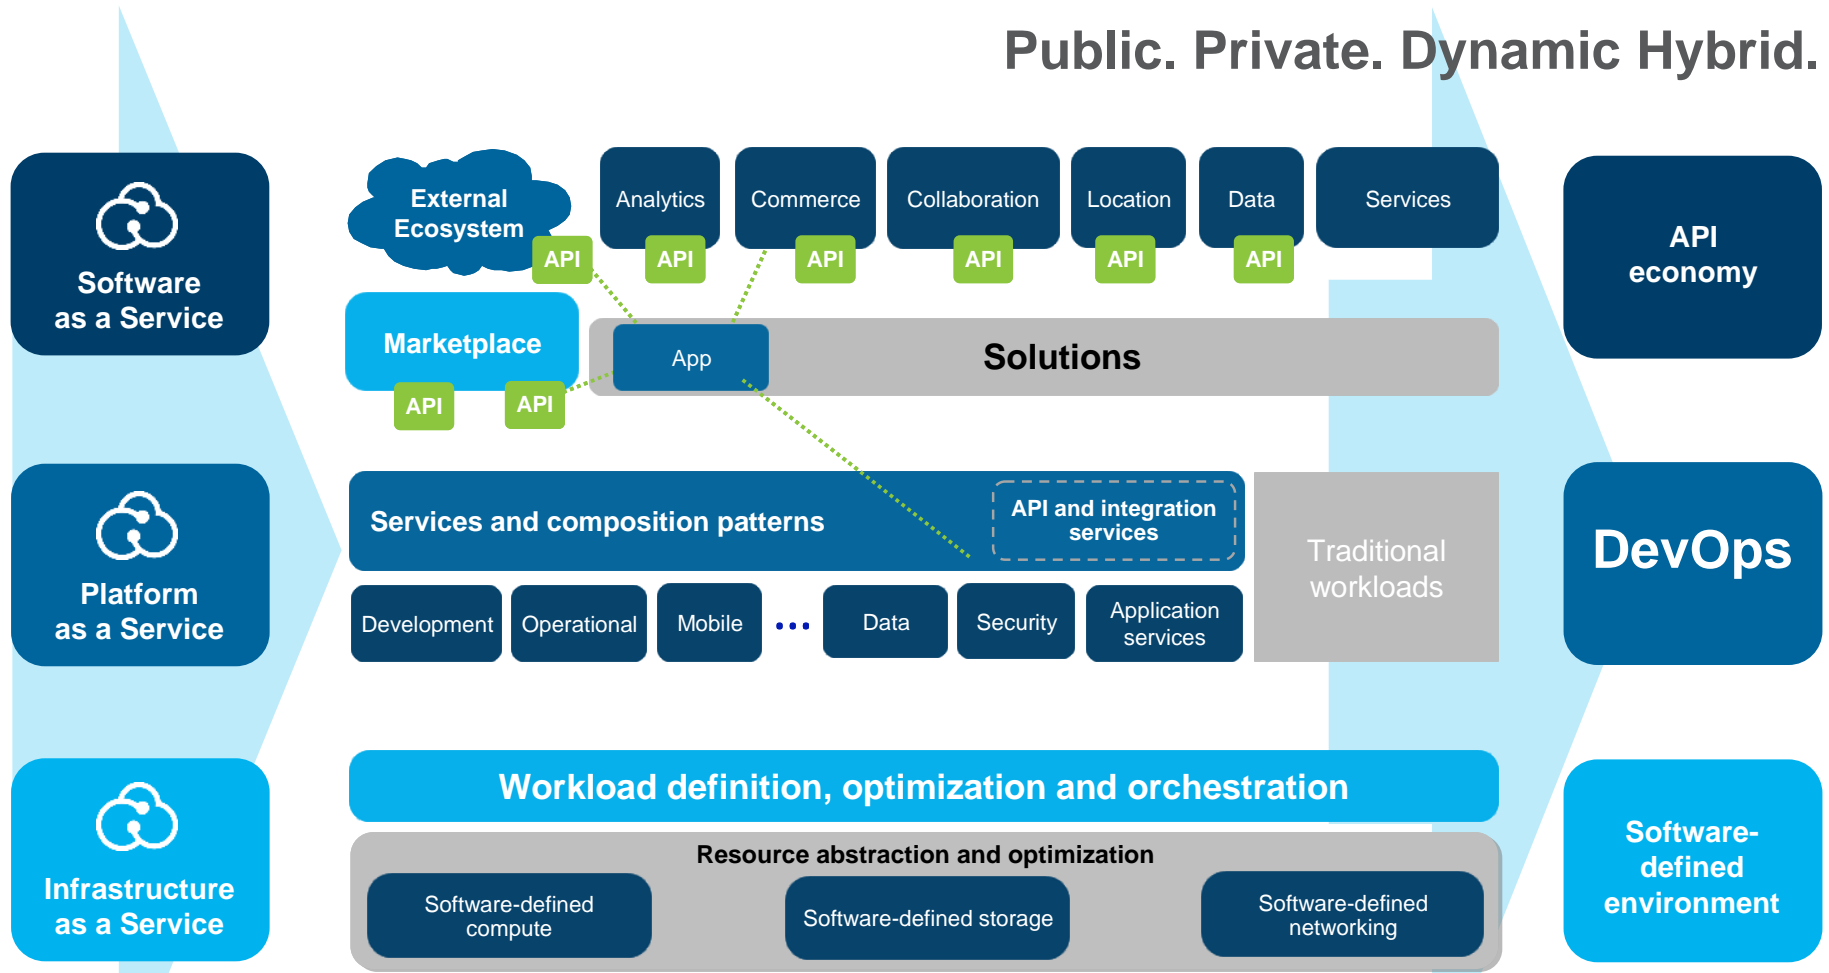 Public. Private. Dynamic Hybrid.
Software
as a Service
External
Ecosystem
API
Analytics
API
Commerce
API
Collaboration
API
Location
API
Data
API
Services
API
economy
Marketplace
API
API
App
Solutions
Platform
as a Service
Services and composition patterns
API and integration
services
Traditional
workloads
Development
Operational
Mobile
...
Data
Security
Application
services
DevOps
Infrastructure
as a Service
Workload definition, optimization and orchestration
Resource abstraction and optimization
Software-defined
compute
Software-defined storage
Software-defined
networking
Software-
defined
environment